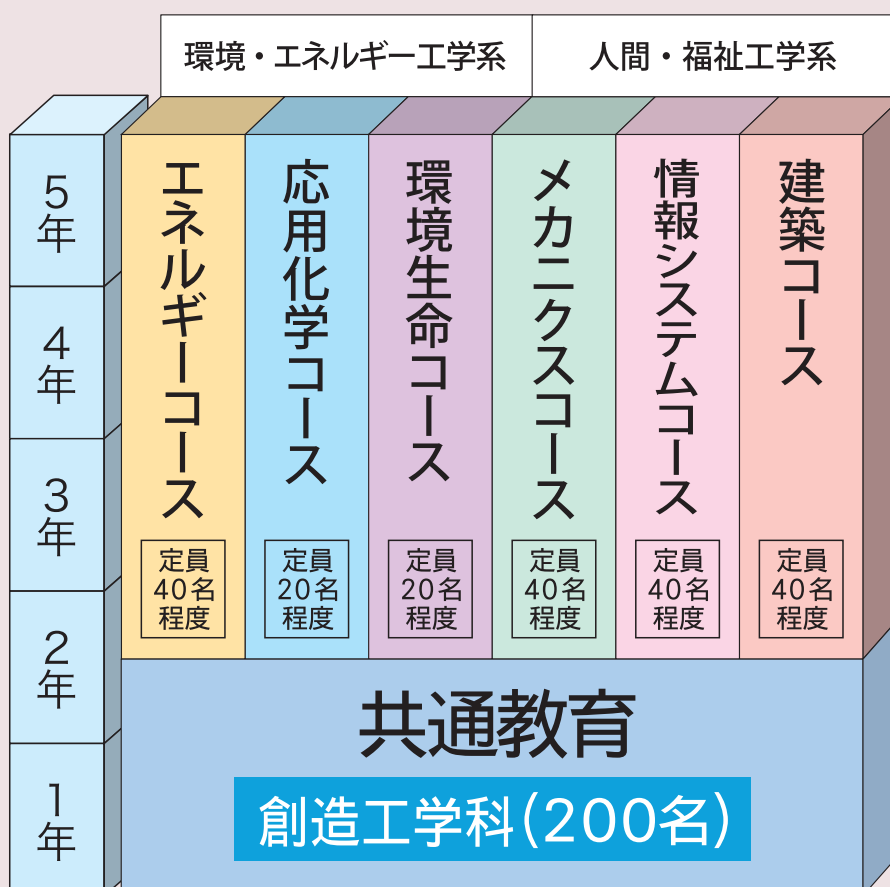 環境・エネルギー工学系
人間・福祉工学系
5年
4年
3年
2年
1年
エネルギーコース
定員
40名
程度
応用化学コース
定員
20名
程度
環境生命コース
定員
20名
程度
メカニクスコース
定員
40名
程度
情報システムコース
定員
40名
程度
建築コース
定員
40名
程度
共通教育
創造工学科(200名)